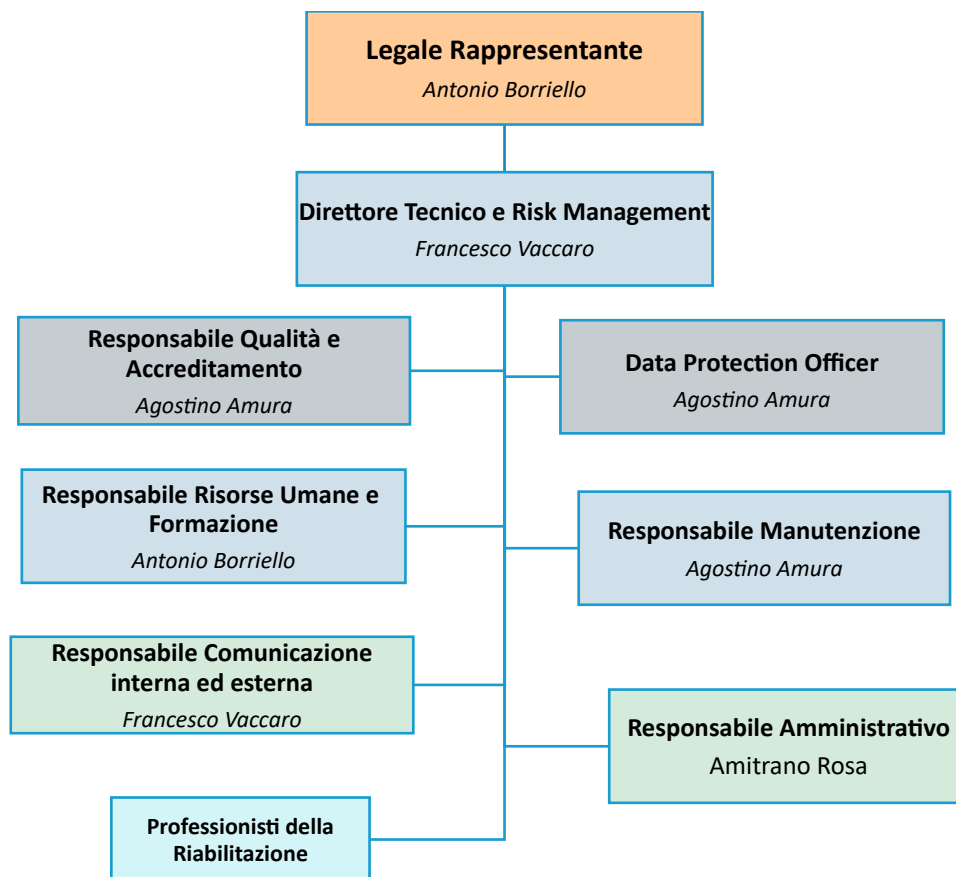 Legale Rappresentante
Antonio Borriello
Direttore Tecnico e Risk Management
Francesco Vaccaro
Responsabile Qualità e
Accreditamento
Agostino Amura
Data Protection Officer
Agostino Amura
Responsabile Risorse Umane e
Formazione
Antonio Borriello
Responsabile Manutenzione
Agostino Amura
Responsabile Comunicazione
interna ed esterna
Francesco Vaccaro
Responsabile Amministrativo
Amitrano Rosa
Professionisti della
Riabilitazione